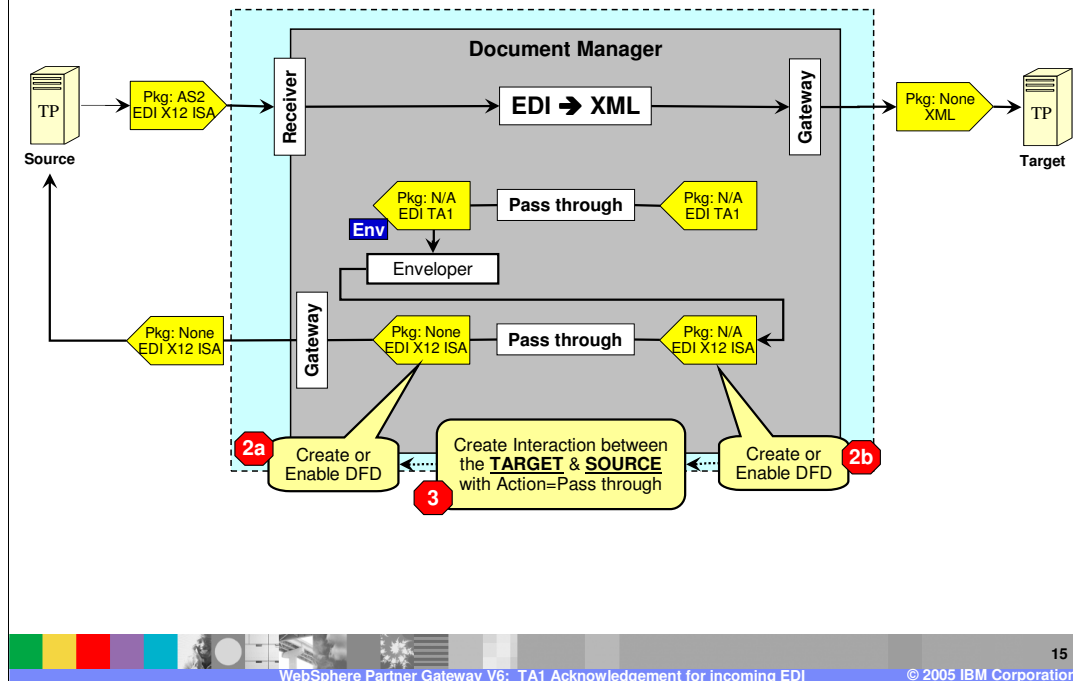 Document Manager
TP
Source
Pkg: AS2
EDI X12 ISA
Receiver
EDI ➔ XML
Gateway
Pkg: None
XML
TP
Target
Pkg: N/A
EDI TA1
Env
Pass through
Pkg: N/A
EDI TA1
Enveloper
Pkg: None
EDI X12 ISA
Gateway
Pkg: None
EDI X12 ISA
Pass through
Pkg: N/A
EDI X12 ISA
2a
Create or
Enable DFD
3
Create Interaction between
the TARGET & SOURCE
with Action=Pass through
Create or
Enable DFD
2b
15
WebSphere Partner Gateway V6: TA1 Acknowledgement for incoming EDI
© 2005 IBM Corporation